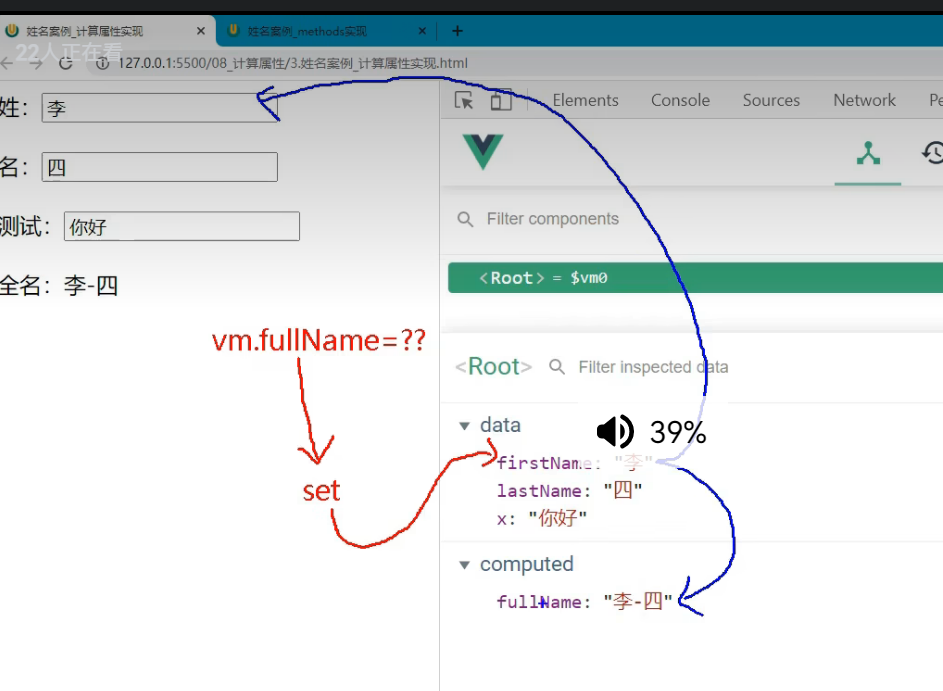 姓名案例_计算属性实现
姓名案例_methods实现
22人正在看
127.0.0.1:5500/08_计算属性/3.姓名案例_计算属性实现.html
姓：李
名：四
测试：你好
全名：李-四
Elements Console Sources Network Pe
Filter components
<Root> = $vm0
vm.fullName=??
set
<Root> Filter inspected data
data
39%
firstName: "李"
lastName: "四"
x: "你好"
computed
fullName: "李-四"